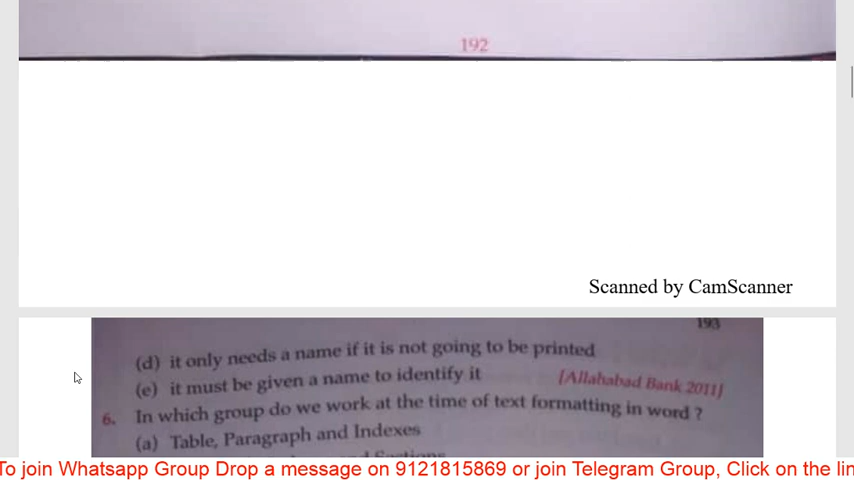 192
Scanned by CamScanner
193
(d) it only needs a name if it is not going to be printed
(e) it must be given a name to identify it [Allahabad Bank 2011]
6. In which group do we work at the time of text formatting in word ?
(a) Table, Paragraph and Indexes
and Sections
To join Whatsapp Group Drop a message on 9121815869 or join Telegram Group, Click on the lin